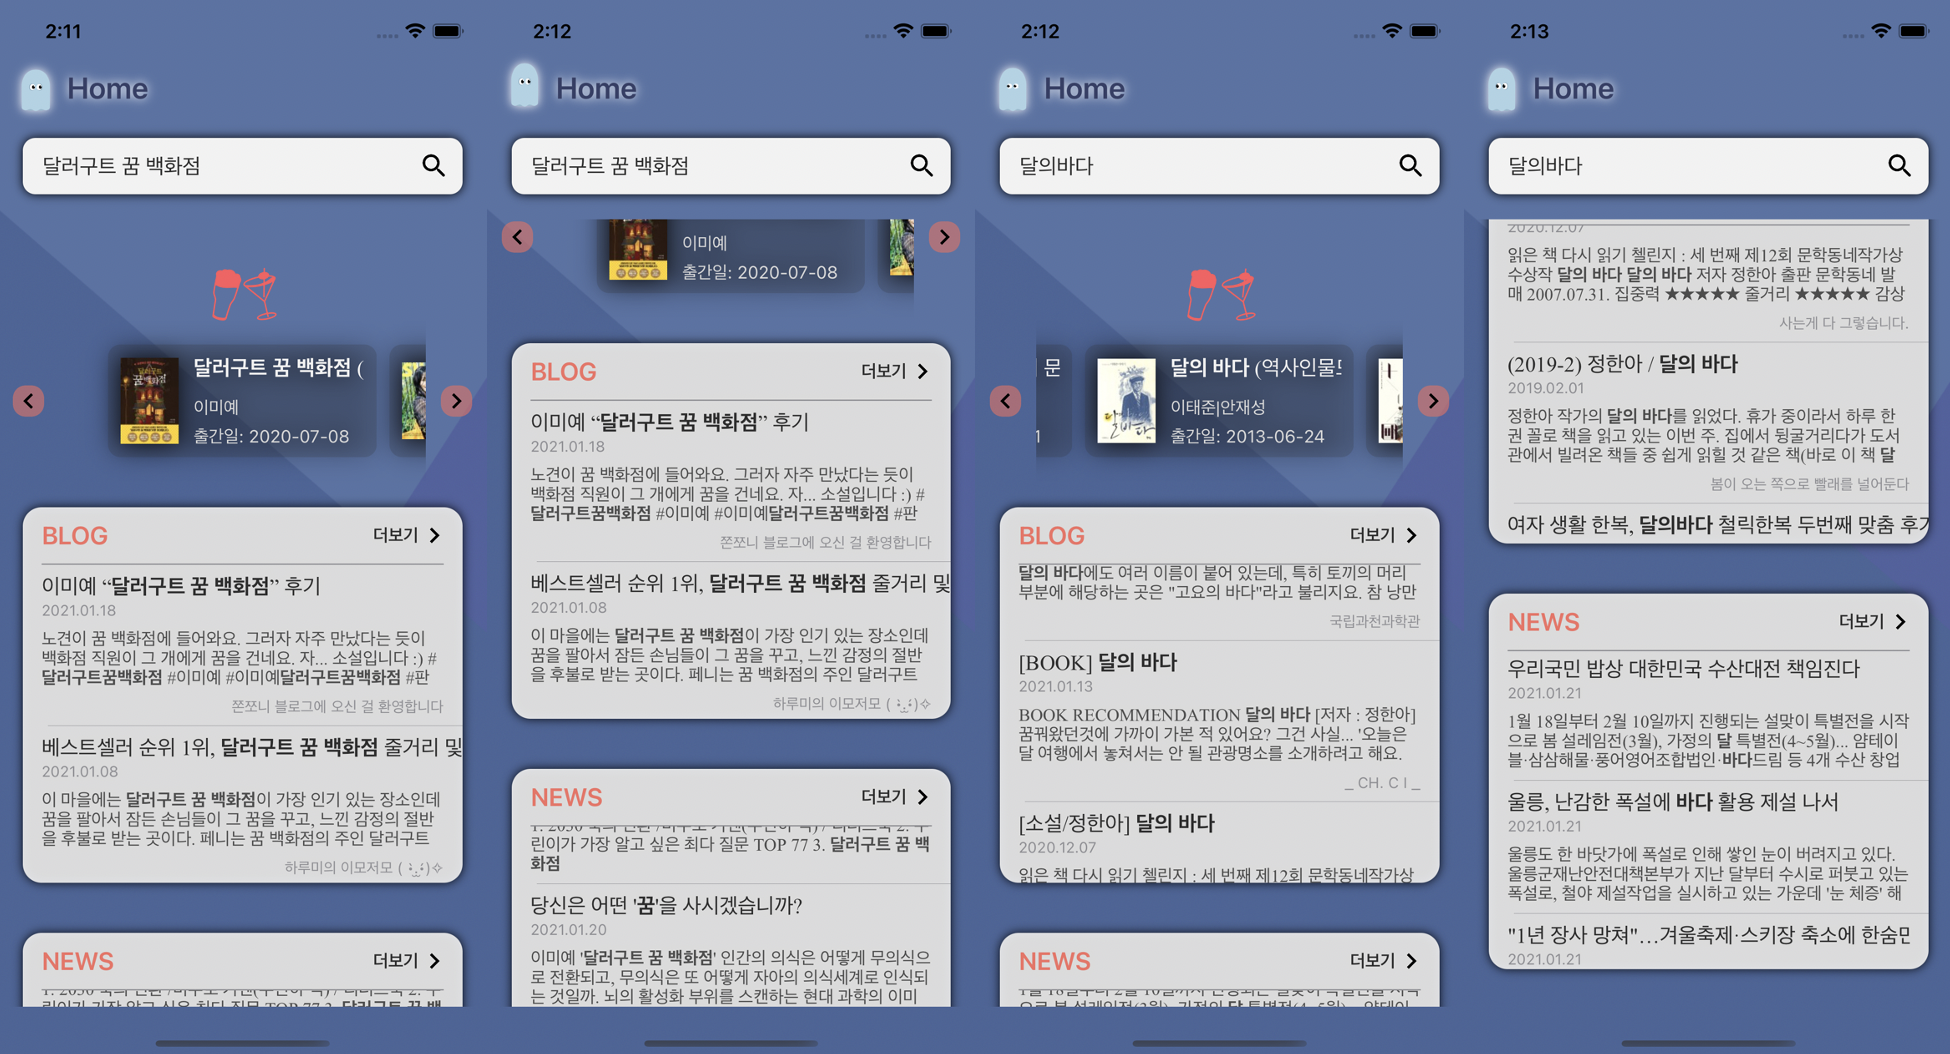 2:11
Home
달러구트 꿈 백화점
달러구트 꿈 백화점 (
이미예
출간일: 2020-07-08
BLOG
더보기
이미예 “달러구트 꿈 백화점” 후기
2021.01.18
노견이 꿈 백화점에 들어와요. 그러자 자주 만났다는 듯이
백화점 직원이 그 개에게 꿈을 건네요. 자... 소설입니다 :) #
달러구트꿈백화점 #이미예 #이미예달러구트꿈백화점 #판
쫀쪼니 블로그에 오신 걸 환영합니다
베스트셀러 순위 1위, 달러구트 꿈 백화점 줄거리 및
2021.01.08
이 마을에는 달러구트 꿈 백화점이 가장 인기 있는 장소인데
꿈을 팔아서 잠든 손님들이 그 꿈을 꾸고, 느낀 감정의 절반
을 후불로 받는 곳이다. 페니는 꿈 백화점의 주인 달러구트
하루미의 이모저모
NEWS
더보기
2:12
Home
달러구트 꿈 백화점
이미예
출간일: 2020-07-08
BLOG
더보기
이미예 “달러구트 꿈 백화점” 후기
2021.01.18
노견이 꿈 백화점에 들어와요. 그러자 자주 만났다는 듯이
백화점 직원이 그 개에게 꿈을 건네요. 자... 소설입니다 :) #
달러구트꿈백화점 #이미예 #이미예달러구트꿈백화점 #판
쫀쪼니 블로그에 오신 걸 환영합니다
베스트셀러 순위 1위, 달러구트 꿈 백화점 줄거리 및
2021.01.08
이 마을에는 달러구트 꿈 백화점이 가장 인기 있는 장소인데
꿈을 팔아서 잠든 손님들이 그 꿈을 꾸고, 느낀 감정의 절반
을 후불로 받는 곳이다. 페니는 꿈 백화점의 주인 달러구트
하루미의 이모저모
NEWS
더보기
린이가 가장 알고 싶은 최다 질문 TOP 77 3. 달러구트 꿈 백
화점
당신은 어떤 '꿈'을 사시겠습니까?
2021.01.20
이미예 '달러구트 꿈 백화점' 인간의 의식은 어떻게 무의식으
로 전환되고, 무의식은 또 어떻게 자아의 의식세계로 인식되
는 것일까. 뇌의 활성화 부위를 스캔하는 현대 과학의 이미
2:12
Home
달의바다
문
달의 바다 (역사인물도
이태준|안재성
출간일: 2013-06-24
BLOG
더보기
달의 바다에도 여러 이름이 붙어 있는데, 특히 토끼의 머리
부분에 해당하는 곳은 "고요의 바다"라고 불리지요. 참 낭만
국립과천과학관
[BOOK] 달의 바다
2021.01.13
BOOK RECOMMENDATION 달의 바다 [저자 : 정한아]
꿈꿔왔던것에 가까이 가본 적 있어요? 그건 사실... '오늘은
달 여행에서 놓쳐서는 안 될 관광명소를 소개하려고 해요.
_ CH. C I _
[소설/정한아] 달의 바다
2020.12.07
읽은 책 다시 읽기 첼린지 : 세 번째 제12회 문학동네작가상
NEWS
더보기
2:13
Home
달의바다
2020.12.07
읽은 책 다시 읽기 첼린지 : 세 번째 제12회 문학동네작가상
수상작 달의 바다 달의 바다 저자 정한아 출판 문학동네 발
매 2007.07.31. 집중력 ★★★★★ 줄거리 ★★★★★ 감상
사는게 다 그렇습니다.
(2019-2) 정한아 / 달의 바다
2019.02.01
정한아 작가의 달의 바다를 읽었다. 휴가 중이라서 하루 한
권 꼴로 책을 읽고 있는 이번 주. 집에서 뒹굴거리다가 도서
관에서 빌려온 책들 중 쉽게 읽힐 것 같은 책(바로 이 책 달
봄이 오는 쪽으로 빨래를 널어둔다
여자 생활 한복, 달의바다 철릭한복 두번째 맞춤 후기
NEWS
더보기
우리국민 밥상 대한민국 수산대전 책임진다
2021.01.21
1월 18일부터 2월 10일까지 진행되는 설맞이 특별전을 시작
으로 봄 설레임전(3월), 가정의 달 특별전(4~5월)... 얌테이
블·삼삼해물·풍어영어조합법인·바다드림 등 4개 수산 창업
울릉, 난감한 폭설에 바다 활용 제설 나서
2021.01.21
울릉도 한 바닷가에 폭설로 인해 쌓인 눈이 버려지고 있다.
울릉군재난안전대책본부가 지난 달부터 수시로 퍼붓고 있는
폭설로, 철야 제설작업을 실시하고 있는 가운데 '눈 체증' 해
"1년 장사 망쳐"...겨울축제·스키장 축소에 한숨만
2021.01.21